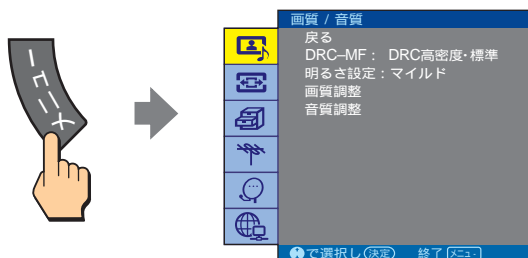 メニュー
画質 / 音質
戻る
DRC–MF： DRC高密度･標準
明るさ設定：マイルド
画質調整
音質調整
で選択し 決定 終了 メニュー